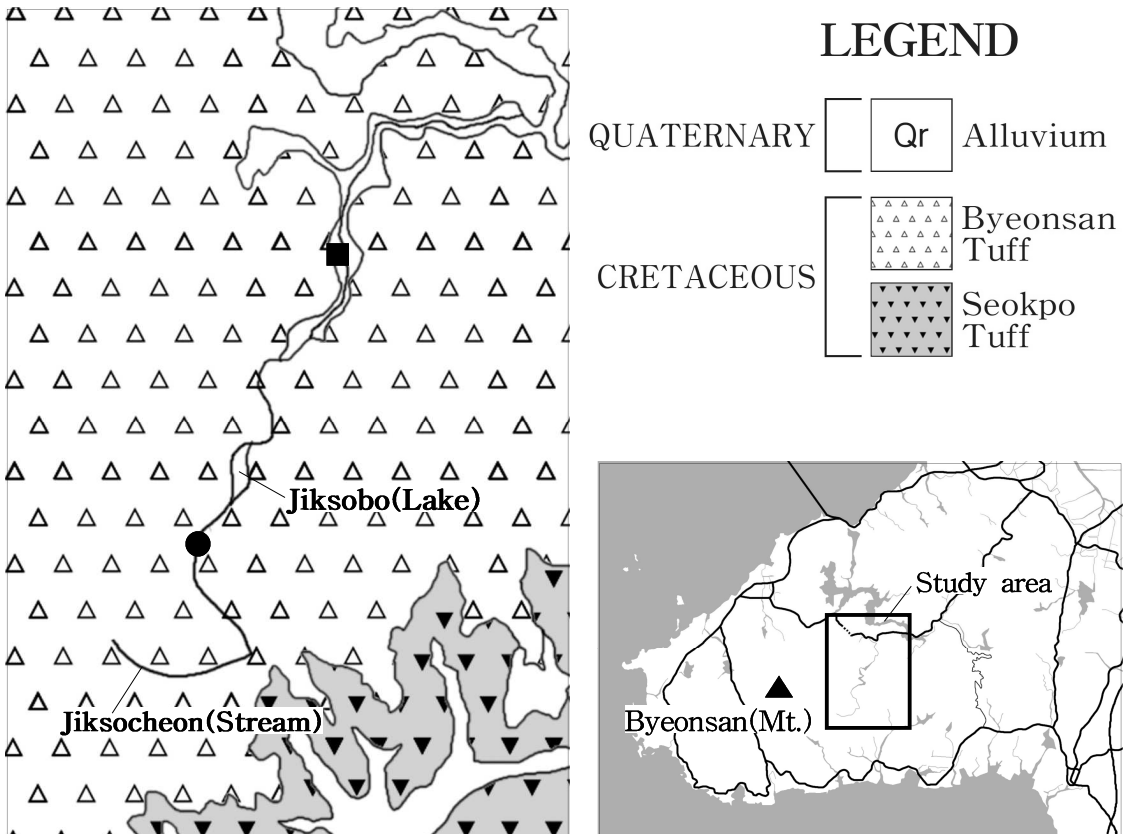 LEGEND
QUATERNARY
Qr
Alluvium
CRETACEOUS
Byeonsan
Tuff
Seokpo
Tuff
Jiksobo(Lake)
Jiksocheon(Stream)
Study area
Byeonsan(Mt.)